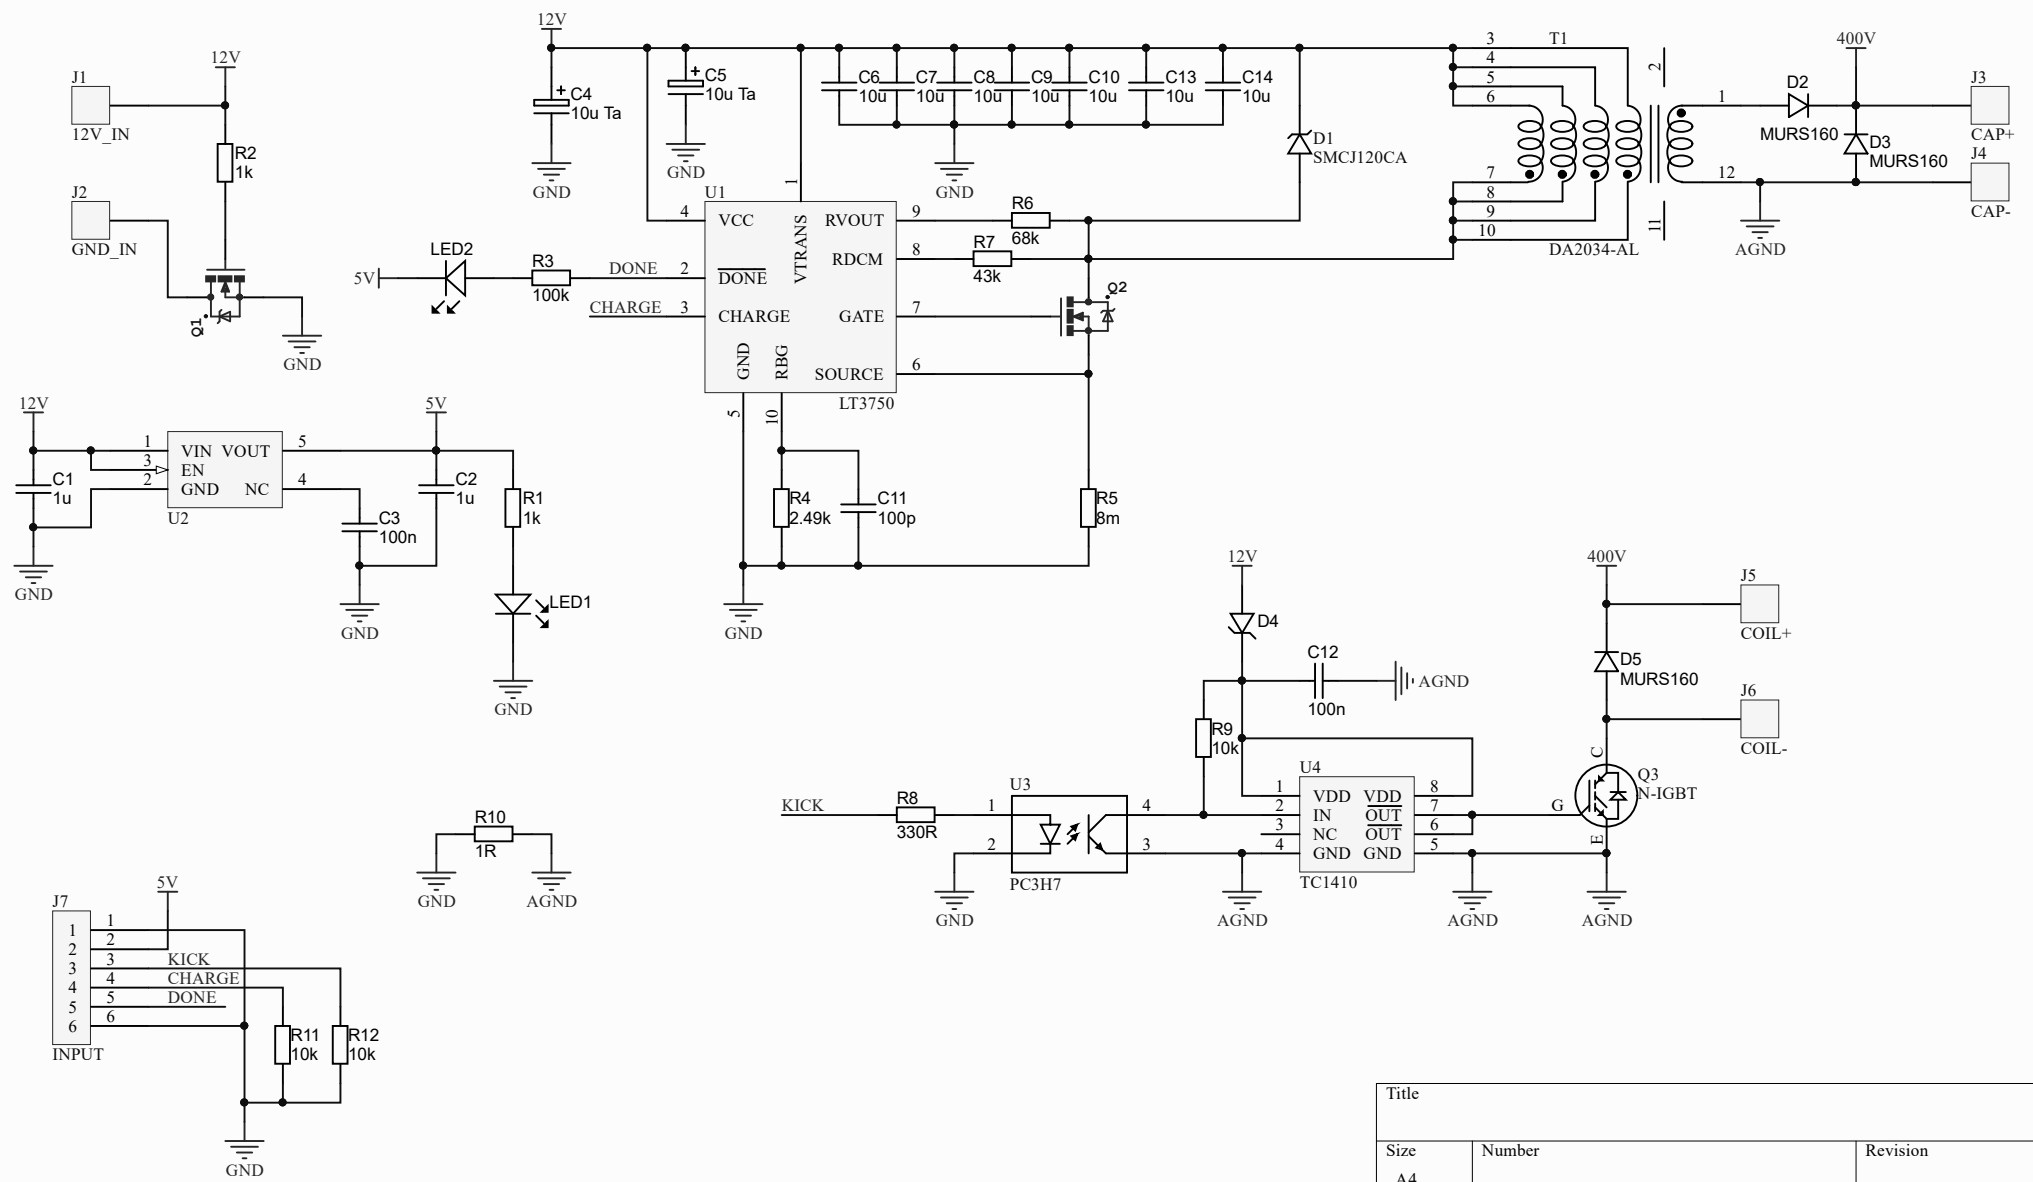 12V
J1
12V_IN
R2
1k
J2
GND_IN
Q1
GND
12V
C4
10u Ta
GND
C5
10u Ta
GND
C6
10u
C7
10u
C8
10u
C9
10u
C10
10u
C13
10u
C14
10u
GND
D1
SMCJ120CA
3
4
5
6
7
8
9
10
T1
2
11
1
12
DA2034-AL
400V
D2
MURS160
D3
MURS160
AGND
J3
CAP+
J4
CAP-
U1
1
4 VCC
VTRANS
RVOUT 9
R6
68k
RDCM 8
R7
43k
5V
LED2
R3
100k
DONE
2 DONE
CHARGE
3 CHARGE
GATE 7
Q2
SOURCE 6
GND
RBG
5
10
LT3750
R4
2.49k
C11
100p
R5
8m
GND
12V
C1
1u
GND
1 VIN VOUT 5
3 EN
2 GND NC 4
U2
5V
C2
1u
C3
100n
GND
R1
1k
LED1
GND
12V
D4
C12
100n
AGND
R9
10k
KICK
R8
330R
U3
1
2
4
3
PC3H7
GND
AGND
U4
1 VDD VDD 8
2 IN OUT 7
3 NC OUT 6
4 GND GND 5
TC1410
AGND
400V
J5
COIL+
D5
MURS160
J6
COIL-
C
G
E
Q3
N-IGBT
AGND
R10
1R
GND
AGND
5V
J7
1 1
2 2
3 3 KICK
4 4 CHARGE
5 5 DONE
6 6
INPUT
R11
10k
R12
10k
GND
Title
Size
Number
Revision
A4